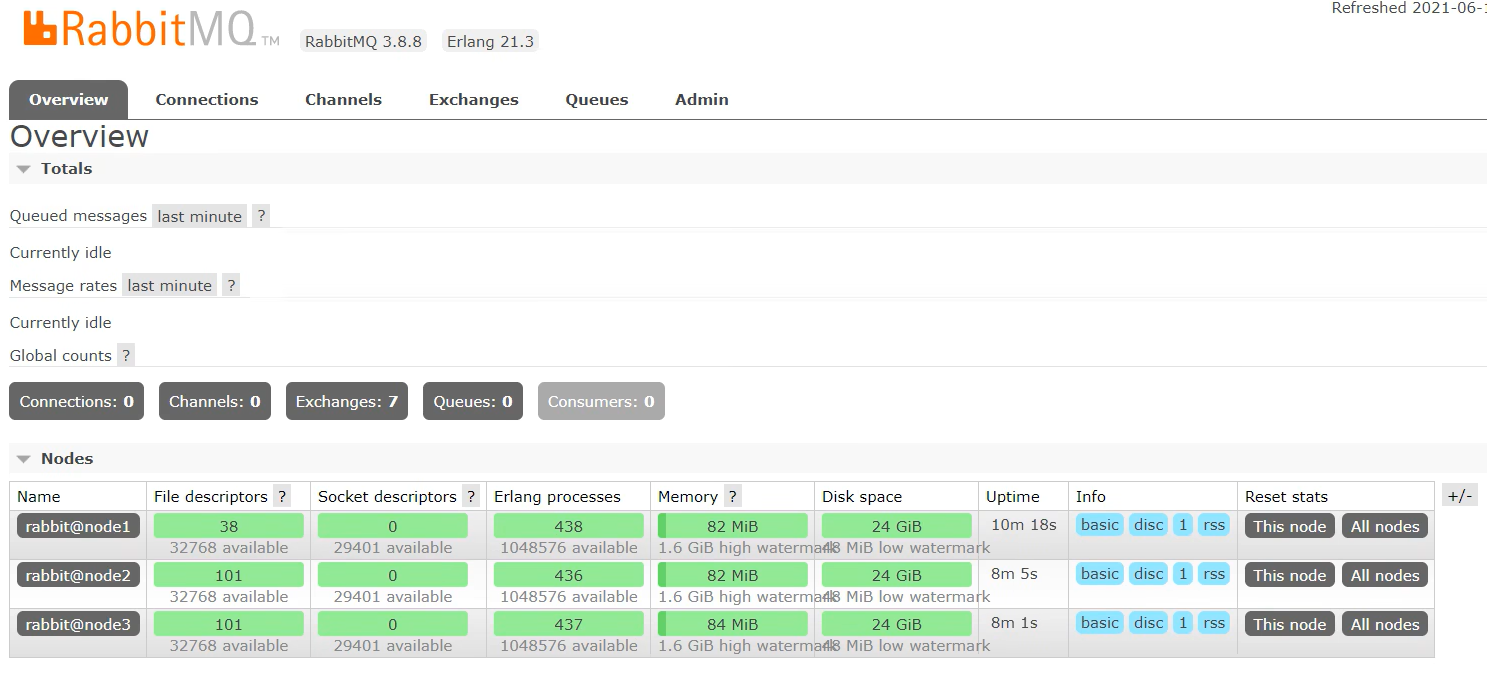 Refreshed 2021-06-1
RabbitMQ TM RabbitMQ 3.8.8 Erlang 21.3
Overview Connections Channels Exchanges Queues Admin
Overview
Totals
Queued messages last minute ?
Currently idle
Message rates last minute ?
Currently idle
Global counts ?
Connections: 0 Channels: 0 Exchanges: 7 Queues: 0 Consumers: 0
Nodes
Name File descriptors ? Socket descriptors ? Erlang processes Memory ? Disk space Uptime Info Reset stats +/-
rabbit@node1 38 0 438 82 MiB 24 GiB 10m 18s basic disc 1 rss This node All nodes
32768 available 29401 available 1048576 available 1.6 GiB high watermark 48 MiB low watermark
rabbit@node2 101 0 436 82 MiB 24 GiB 8m 5s basic disc 1 rss This node All nodes
32768 available 29401 available 1048576 available 1.6 GiB high watermark 48 MiB low watermark
rabbit@node3 101 0 437 84 MiB 24 GiB 8m 1s basic disc 1 rss This node All nodes
32768 available 29401 available 1048576 available 1.6 GiB high watermark 48 MiB low watermark